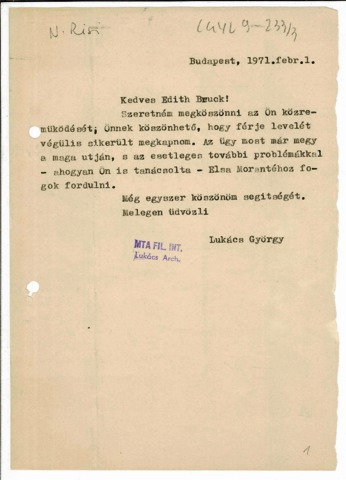 N. Risi
LGYL 9-233/3
Budapest, 1971.febr.1.
Kedves Edith Bruck!
Szeretném megköszönni az Ön közre-
müködését; Önnek köszönhető, hogy férje levelét
végülis sikerült megkapnom. Az ügy most már megy
a maga utján, s az esetleges további problémákkal
- ahogyan Ön is tanácsolta - Elsa Morantéhoz fo-
gok fordulni.
Még egyszer köszönöm segitségét.
Melegen üdvözli
Lukács György
MTA FIL. INT.
Lukács Arch.
1